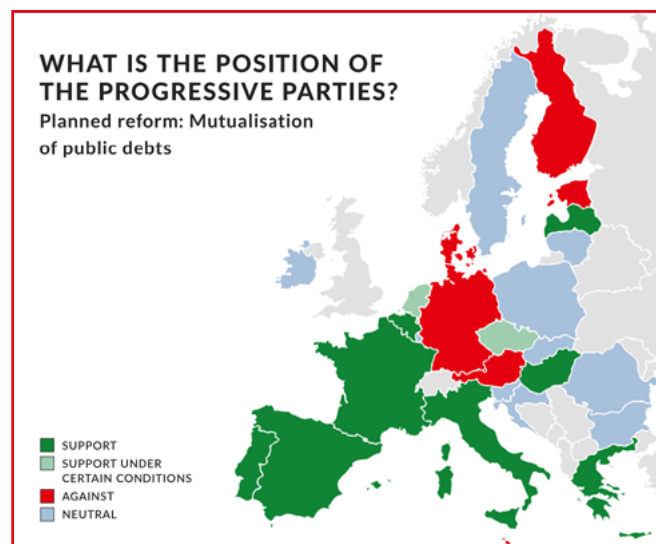 WHAT IS THE POSITION OF
THE PROGRESSIVE PARTIES?
Planned reform: Mutualisation
of public debts
SUPPORT
SUPPORT UNDER
CERTAIN CONDITIONS
AGAINST
NEUTRAL